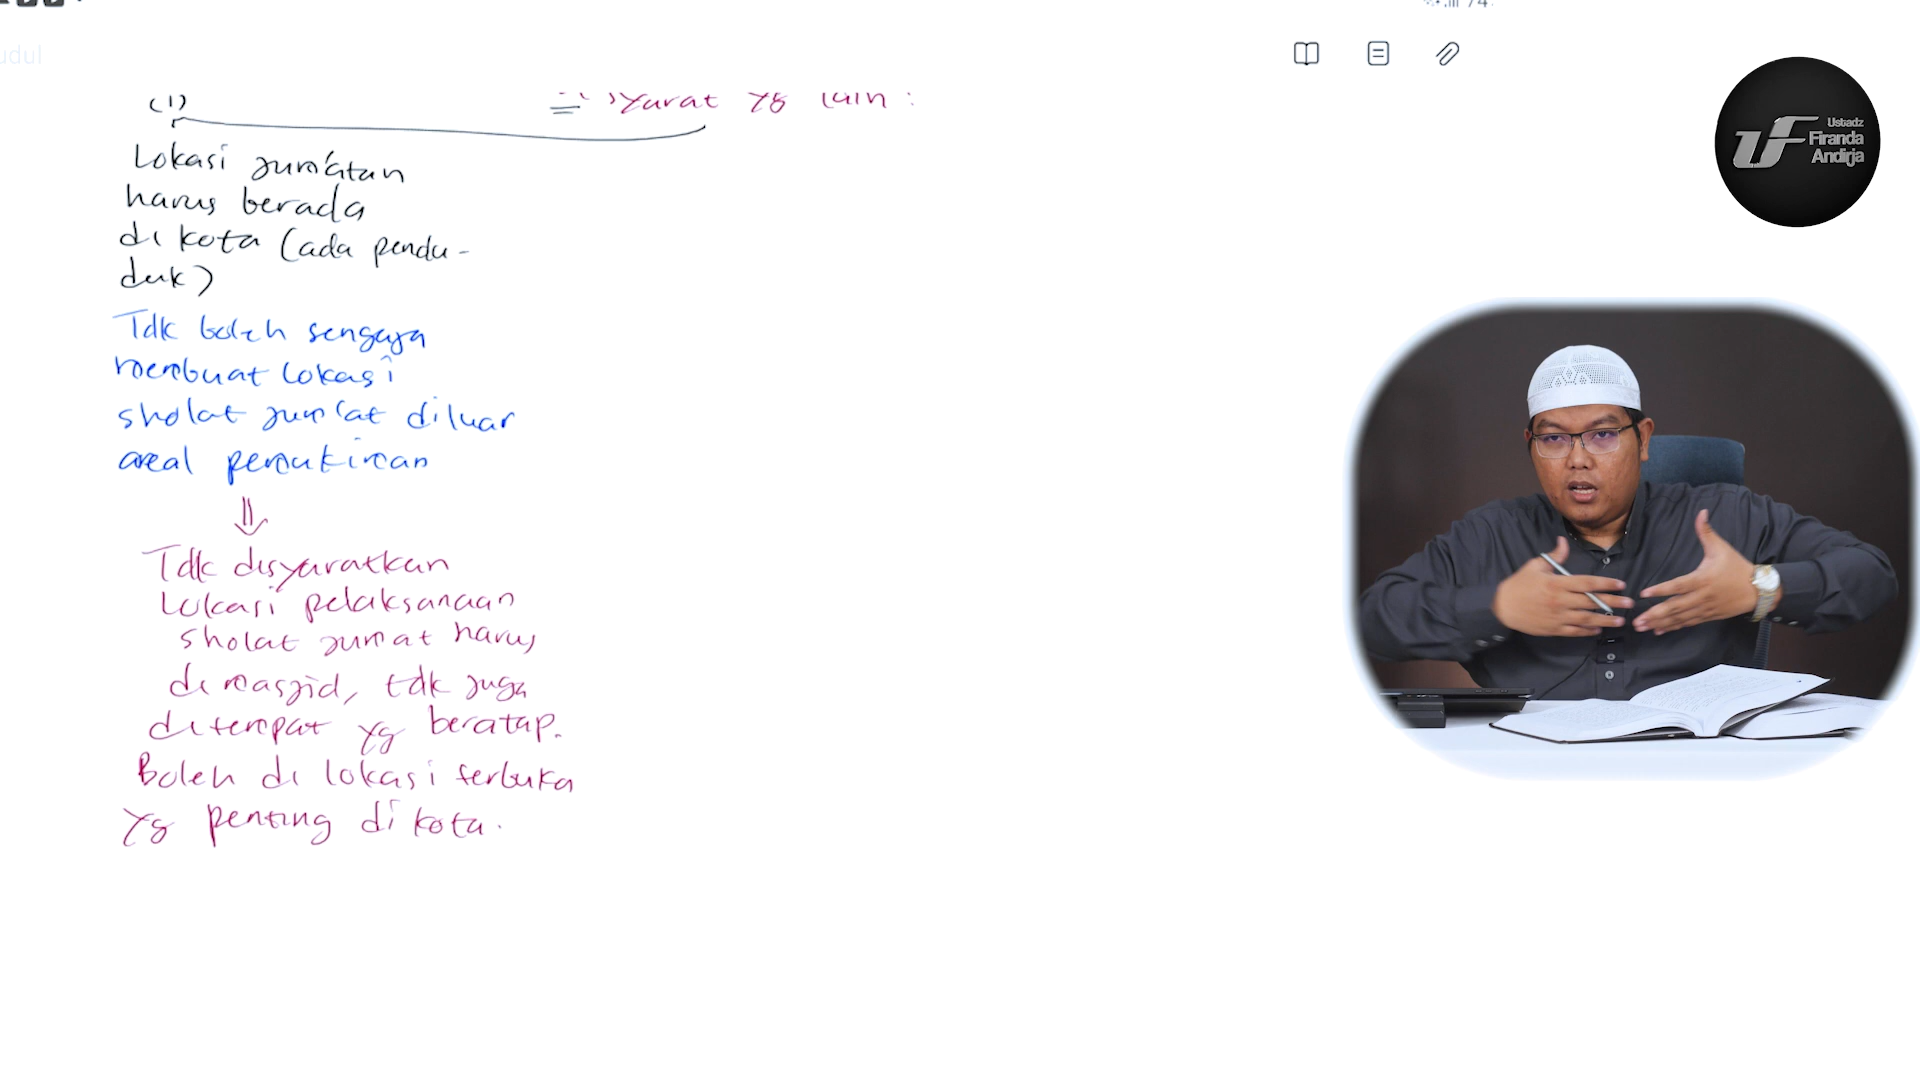 udul
(1)
syarat yg lain :
Lokasi jum'atan
harus berada
di kota (ada pendu-
duk)
Tdk boleh sengaja
membuat lokasi
sholat jum'at diluar
areal pemukiman
Tdk disyaratkan
Lokasi pelaksanaan
sholat jumat harus
di masjid, tdk juga
ditempat yg beratap.
Boleh di lokasi terbuka
yg penting di kota.
Ustadz
Firanda
Andirja